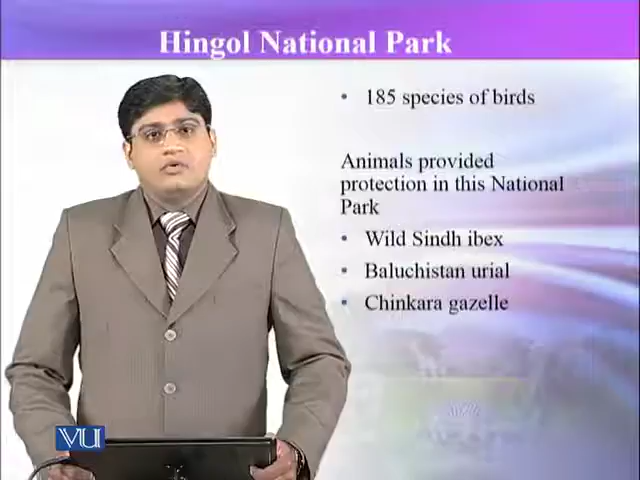 Hingol National Park
• 185 species of birds
Animals provided
protection in this National
Park
• Wild Sindh ibex
• Baluchistan urial
• Chinkara gazelle
VU